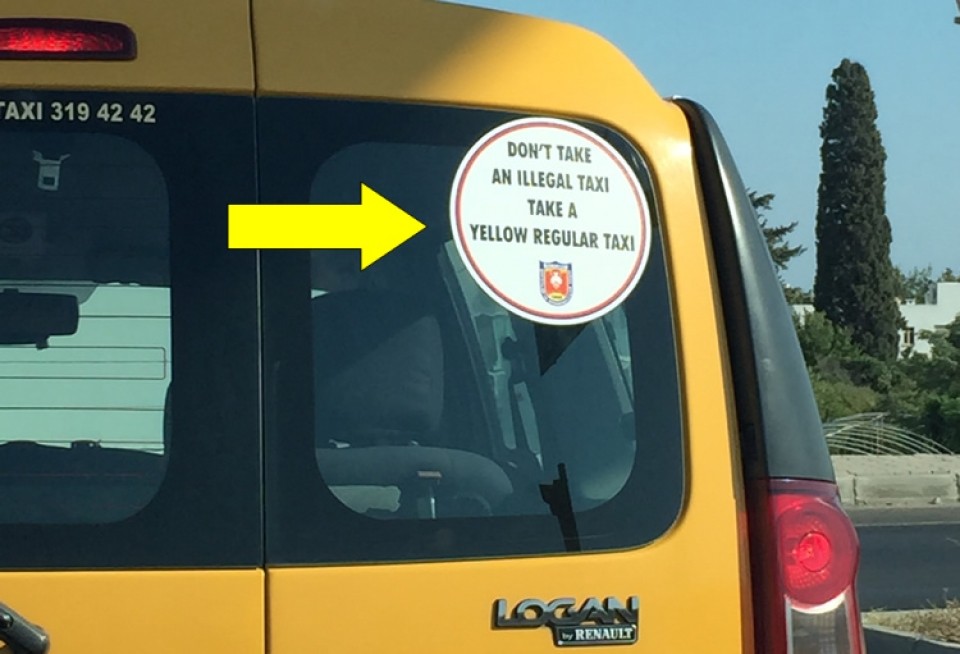 TAXI 319 42 42
DON'T TAKE
AN ILLEGAL TAXI
TAKE A
YELLOW REGULAR TAXI
LOGAN
by RENAULT